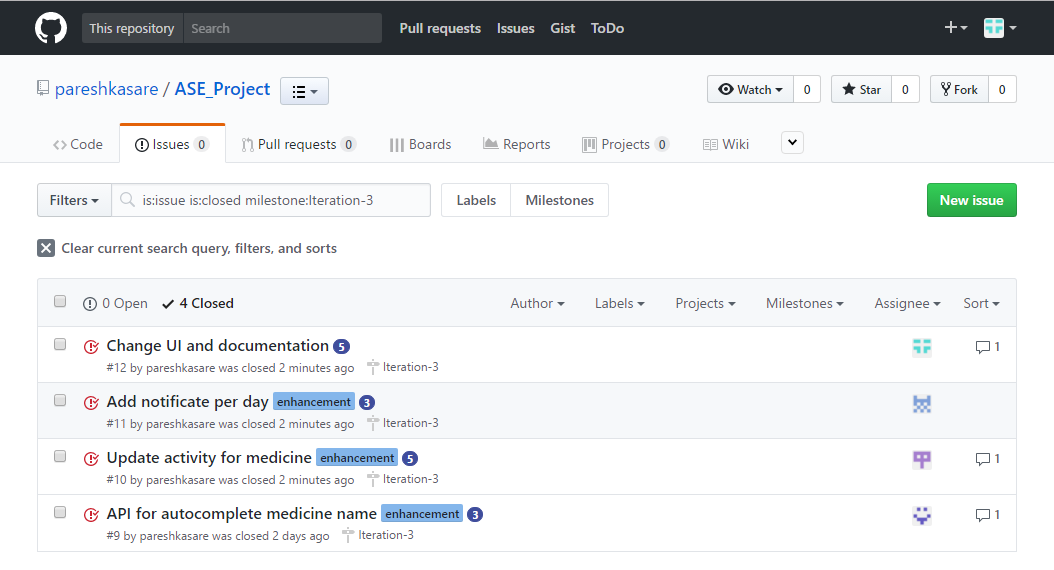 This repository Search Pull requests Issues Gist ToDo
pareshkasare / ASE_Project Watch 0 Star 0 Fork 0
Code Issues 0 Pull requests 0 Boards Reports Projects 0 Wiki
Filters is:issue is:closed milestone:Iteration-3 Labels Milestones New issue
Clear current search query, filters, and sorts
0 Open 4 Closed Author Labels Projects Milestones Assignee Sort
Change UI and documentation 5 1
#12 by pareshkasare was closed 2 minutes ago Iteration-3
Add notificate per day enhancement 3
#11 by pareshkasare was closed 2 minutes ago Iteration-3
Update activity for medicine enhancement 5 1
#10 by pareshkasare was closed 2 minutes ago Iteration-3
API for autocomplete medicine name enhancement 3 1
#9 by pareshkasare was closed 2 days ago Iteration-3